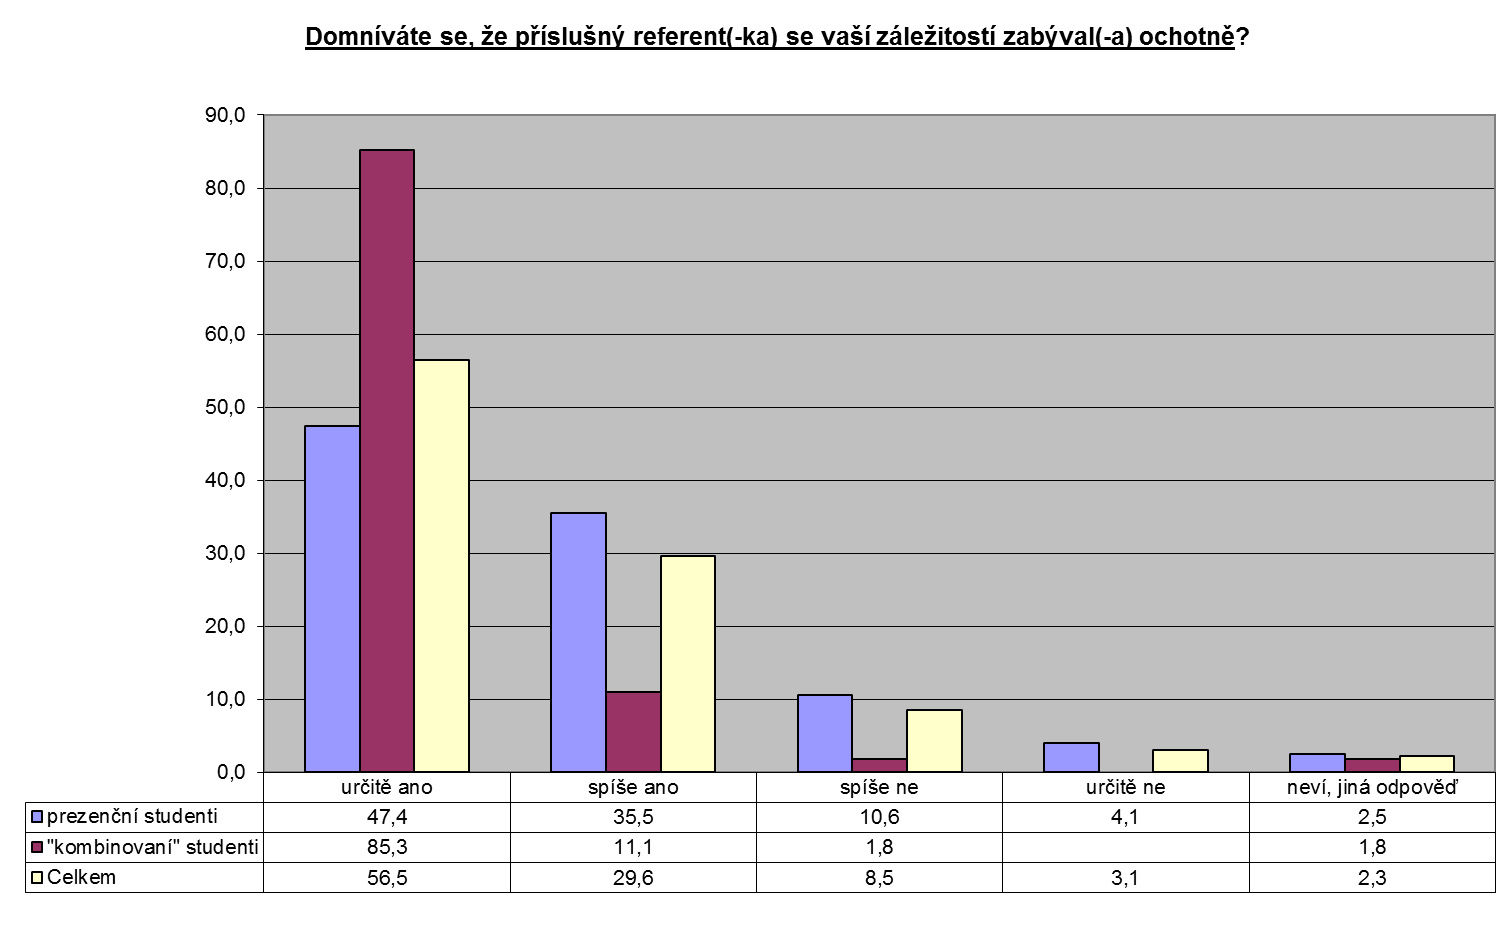 Domníváte se, že příslušný referent(-ka) se vaší záležitostí zabýval(-a) ochotně?
90,0
80,0
70,0
60,0
50,0
40,0
30,0
20,0
10,0
0,0
určitě ano spíše ano spíše ne určitě ne neví, jiná odpověď
prezenční studenti 47,4 35,5 10,6 4,1 2,5
"kombinovaní" studenti 85,3 11,1 1,8 1,8
Celkem 56,5 29,6 8,5 3,1 2,3